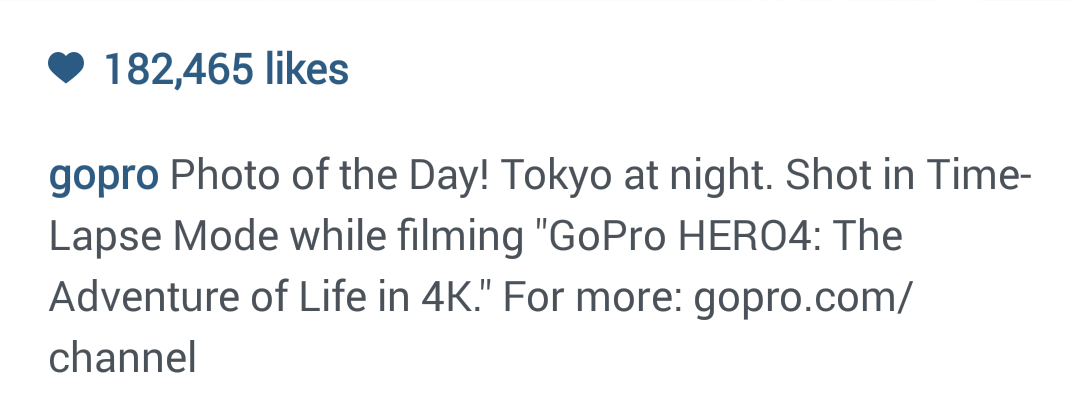 182,465 likes
gopro Photo of the Day! Tokyo at night. Shot in Time-
Lapse Mode while filming "GoPro HERO4: The
Adventure of Life in 4K." For more: gopro.com/
channel